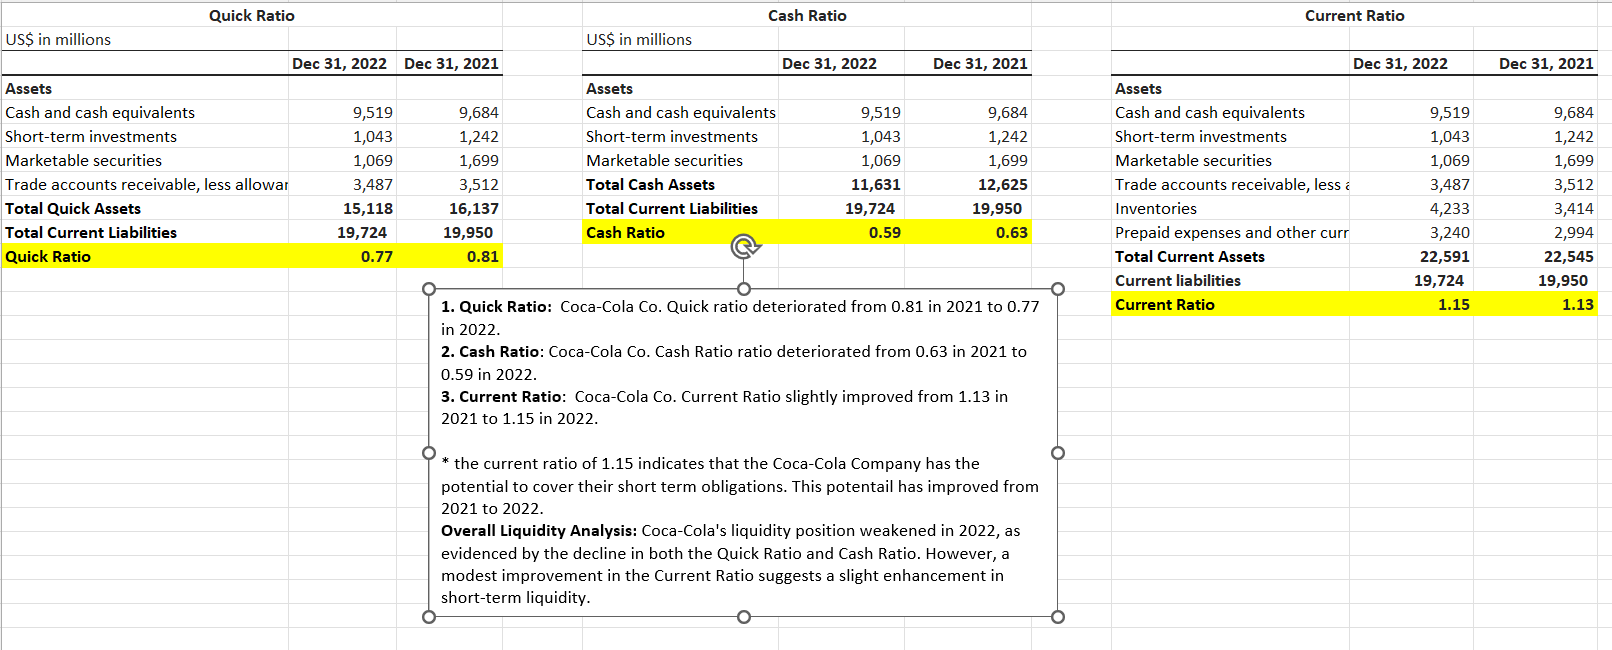 Quick Ratio
US$ in millions
Dec 31, 2022 Dec 31, 2021
Assets
Cash and cash equivalents 9,519 9,684
Short-term investments 1,043 1,242
Marketable securities 1,069 1,699
Trade accounts receivable, less allowar 3,487 3,512
Total Quick Assets 15,118 16,137
Total Current Liabilities 19,724 19,950
Quick Ratio 0.77 0.81
Cash Ratio
US$ in millions
Dec 31, 2022 Dec 31, 2021
Assets
Cash and cash equivalents 9,519 9,684
Short-term investments 1,043 1,242
Marketable securities 1,069 1,699
Total Cash Assets 11,631 12,625
Total Current Liabilities 19,724 19,950
Cash Ratio 0.59 0.63
Current Ratio
Dec 31, 2022 Dec 31, 2021
Assets
Cash and cash equivalents 9,519 9,684
Short-term investments 1,043 1,242
Marketable securities 1,069 1,699
Trade accounts receivable, less a 3,487 3,512
Inventories 4,233 3,414
Prepaid expenses and other curr 3,240 2,994
Total Current Assets 22,591 22,545
Current liabilities 19,724 19,950
Current Ratio 1.15 1.13
1. Quick Ratio: Coca-Cola Co. Quick ratio deteriorated from 0.81 in 2021 to 0.77
in 2022.
2. Cash Ratio: Coca-Cola Co. Cash Ratio ratio deteriorated from 0.63 in 2021 to
0.59 in 2022.
3. Current Ratio: Coca-Cola Co. Current Ratio slightly improved from 1.13 in
2021 to 1.15 in 2022.
* the current ratio of 1.15 indicates that the Coca-Cola Company has the
potential to cover their short term obligations. This potentail has improved from
2021 to 2022.
Overall Liquidity Analysis: Coca-Cola's liquidity position weakened in 2022, as
evidenced by the decline in both the Quick Ratio and Cash Ratio. However, a
modest improvement in the Current Ratio suggests a slight enhancement in
short-term liquidity.